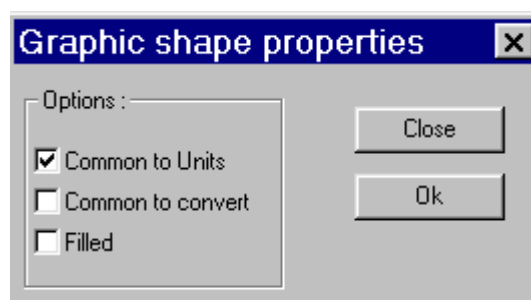 Graphic shape properties
Options :
Common to Units
Common to convert
Filled
Close
Ok